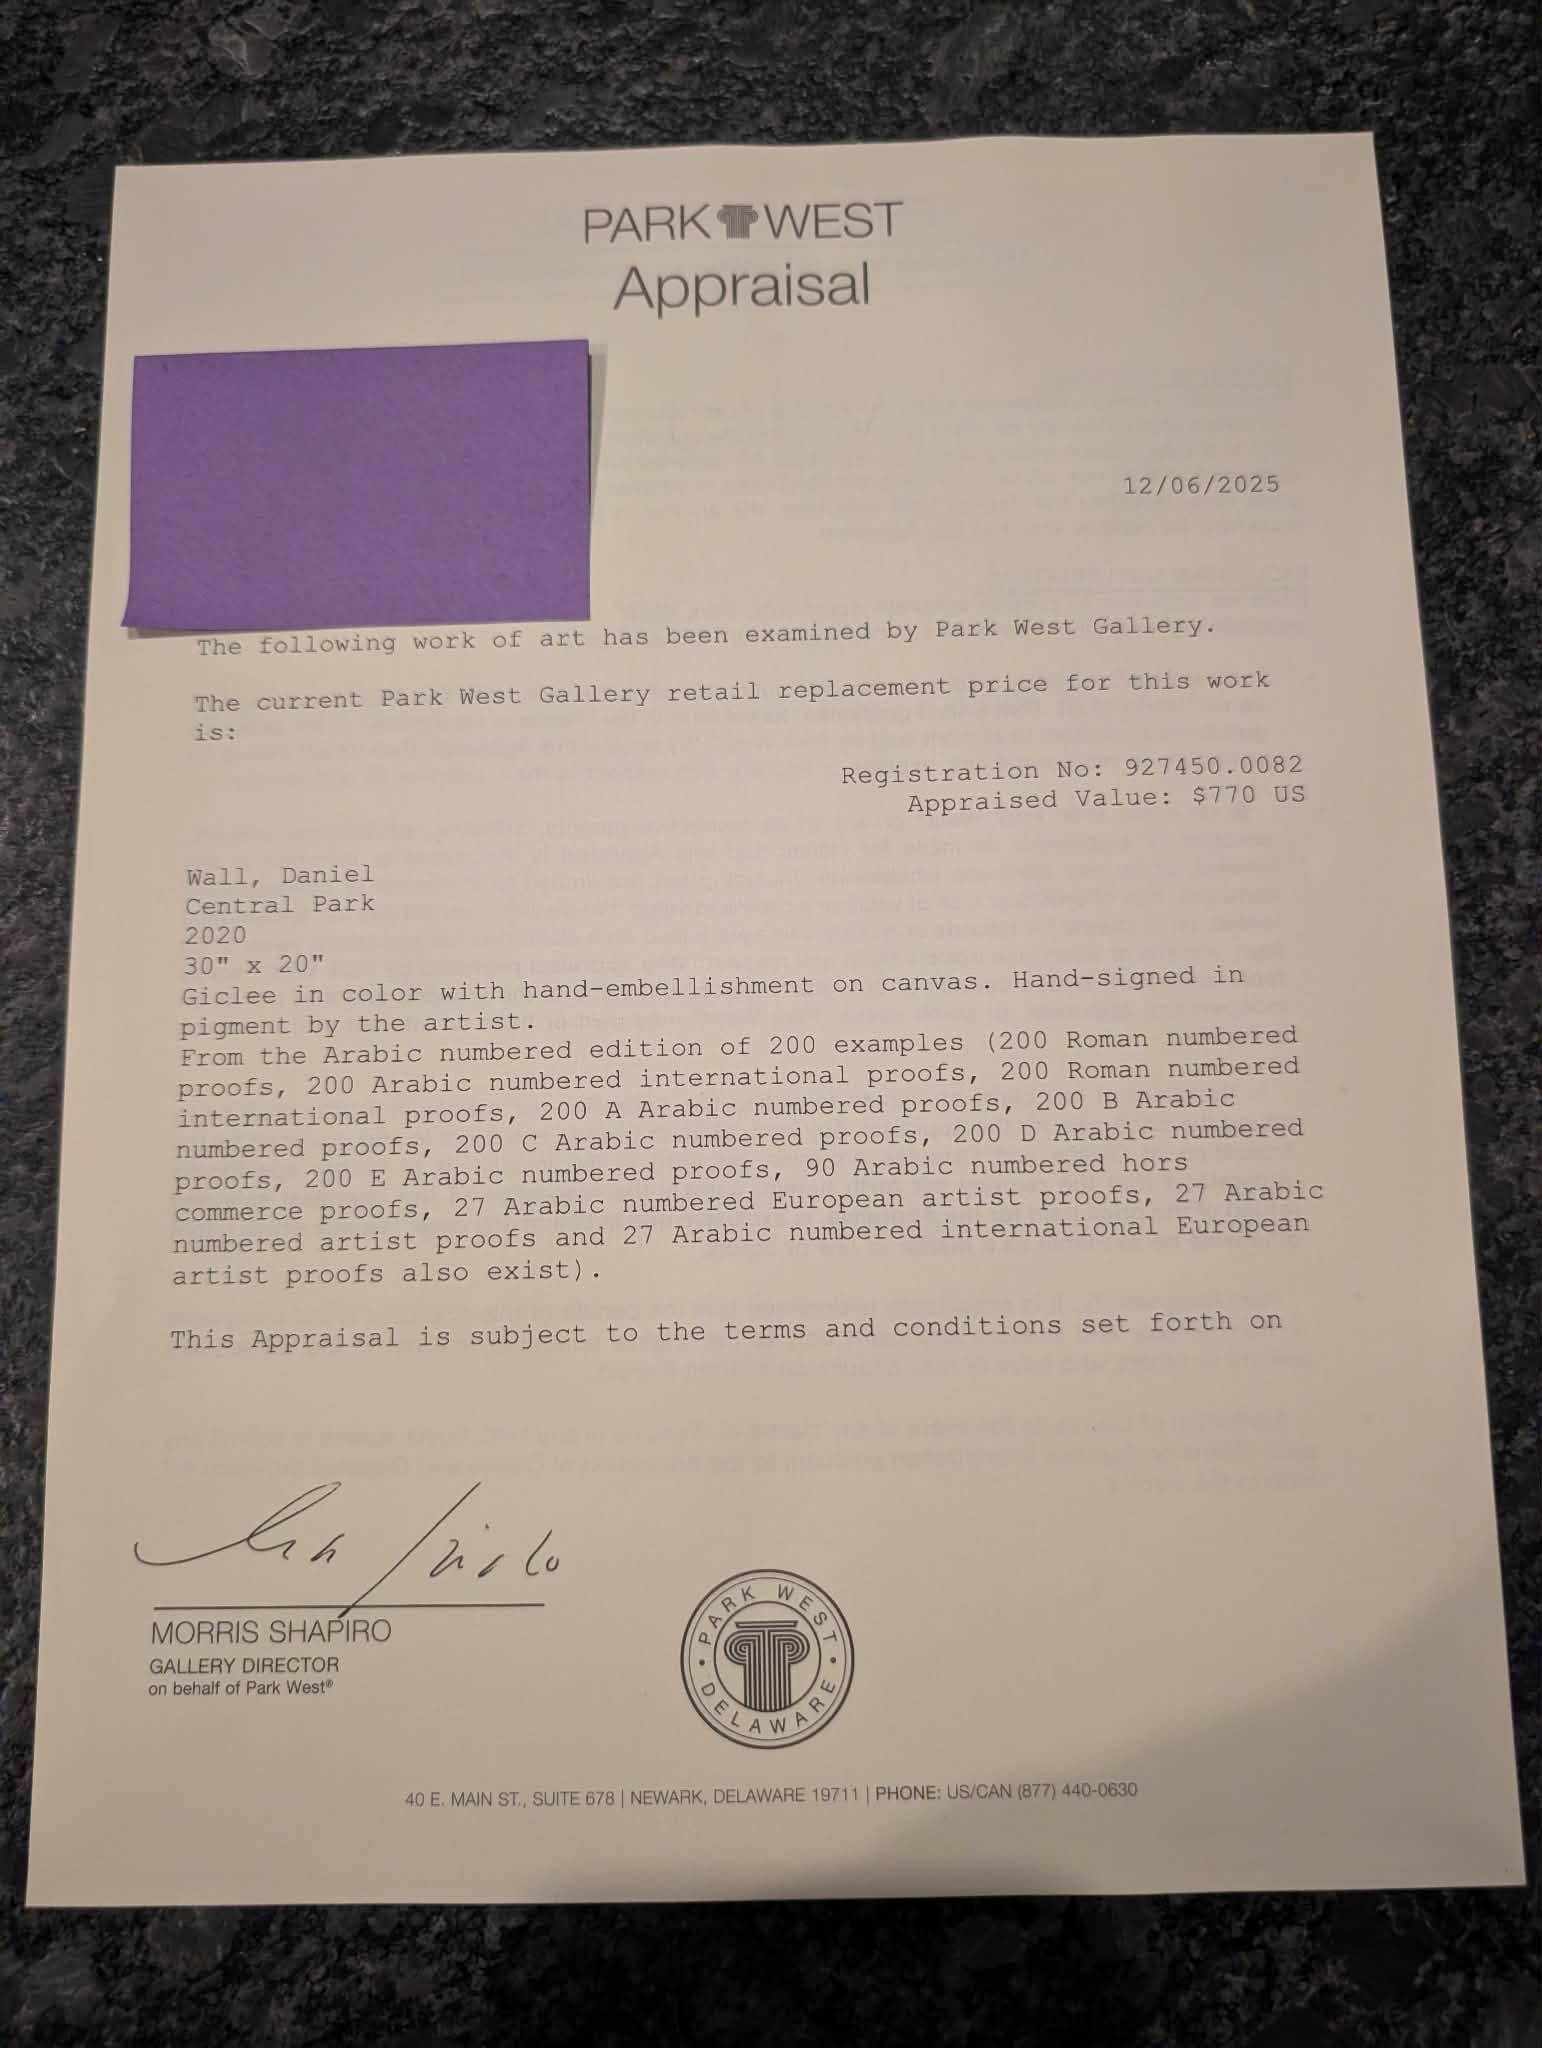 PARK WEST
Appraisal
12/06/2025
The following work of art has been examined by Park West Gallery.
The current Park West Gallery retail replacement price for this work
is:
Registration No: 927450.0082
Appraised Value: $770 US
Wall, Daniel
Central Park
2020
30" x 20"
Giclee in color with hand-embellishment on canvas. Hand-signed in
pigment by the artist.
From the Arabic numbered edition of 200 examples (200 Roman numbered
proofs, 200 Arabic numbered international proofs, 200 Roman numbered
international proofs, 200 A Arabic numbered proofs, 200 B Arabic
numbered proofs, 200 C Arabic numbered proofs, 200 D Arabic numbered
proofs, 200 E Arabic numbered proofs, 90 Arabic numbered hors
commerce proofs, 27 Arabic numbered European artist proofs, 27 Arabic
numbered artist proofs and 27 Arabic numbered international European
artist proofs also exist).
This Appraisal is subject to the terms and conditions set forth on
MORRIS SHAPIRO
GALLERY DIRECTOR
on behalf of Park West®
PARK WEST
• DELAWARE •
40 E. MAIN ST., SUITE 678 | NEWARK, DELAWARE 19711 | PHONE: US/CAN (877) 440-0630